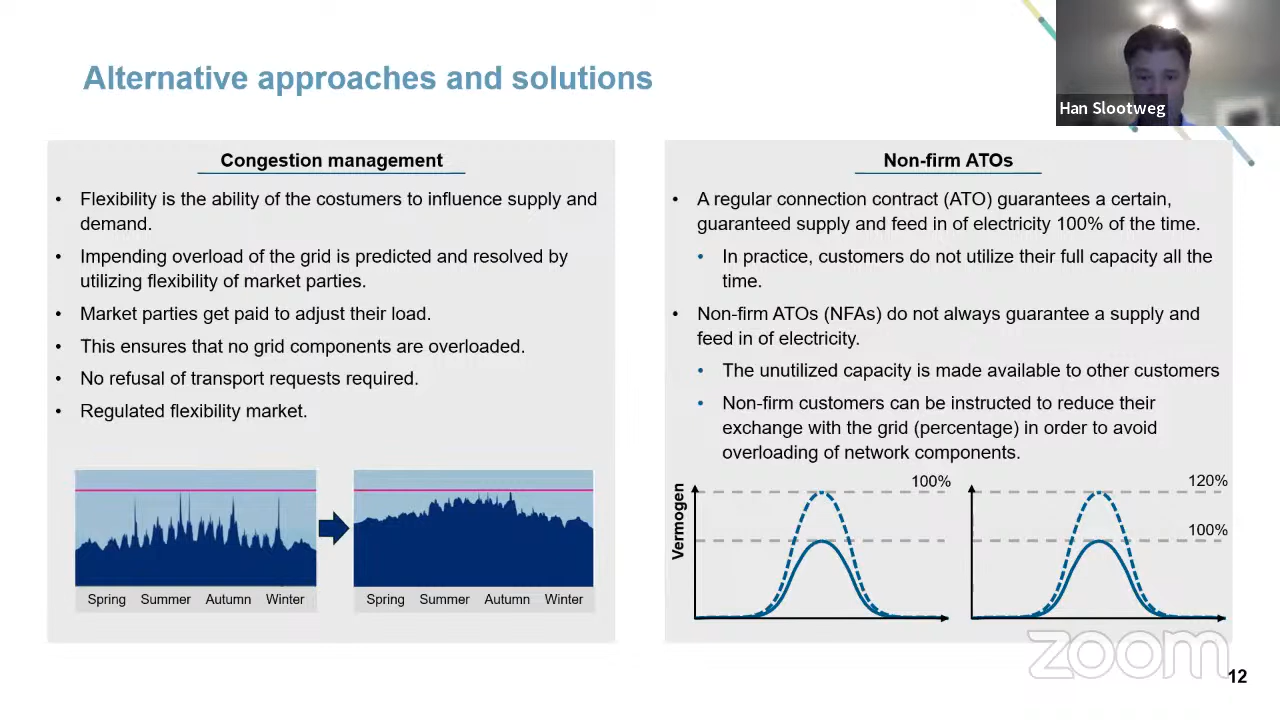 Alternative approaches and solutions
Han Slootweg
Congestion management
• Flexibility is the ability of the costumers to influence supply and
demand.
• Impending overload of the grid is predicted and resolved by
utilizing flexibility of market parties.
• Market parties get paid to adjust their load.
• This ensures that no grid components are overloaded.
• No refusal of transport requests required.
• Regulated flexibility market.
Spring Summer Autumn Winter
Spring Summer Autumn Winter
Non-firm ATOs
• A regular connection contract (ATO) guarantees a certain,
guaranteed supply and feed in of electricity 100% of the time.
• In practice, customers do not utilize their full capacity all the
time.
• Non-firm ATOs (NFAs) do not always guarantee a supply and
feed in of electricity.
• The unutilized capacity is made available to other customers
• Non-firm customers can be instructed to reduce their
exchange with the grid (percentage) in order to avoid
overloading of network components.
Vermogen
100%
120%
100%
zoom
12